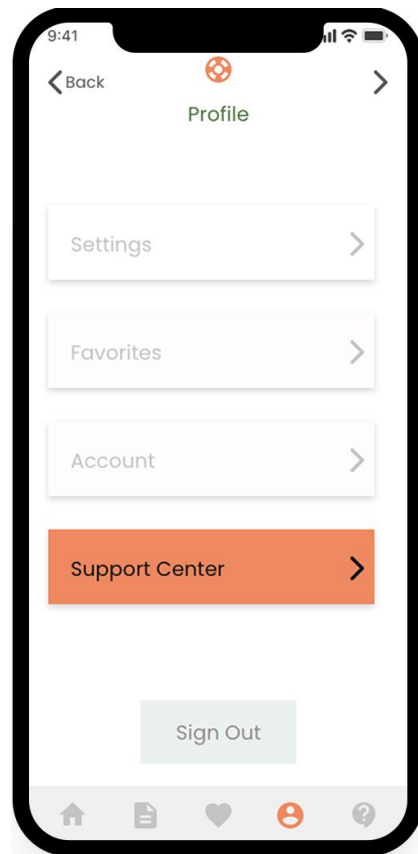 9:41
Back
Profile
Settings
Favorites
Account
Support Center
Sign Out